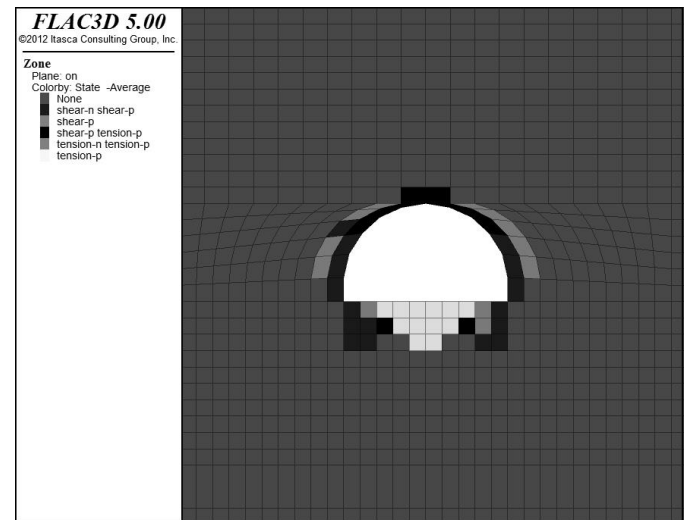 FLAC3D 5.00
©2012 Itasca Consulting Group, Inc.
Zone
Plane: on
Colorby: State -Average
None
shear-n shear-p
shear-p
shear-p tension-p
tension-n tension-p
tension-p